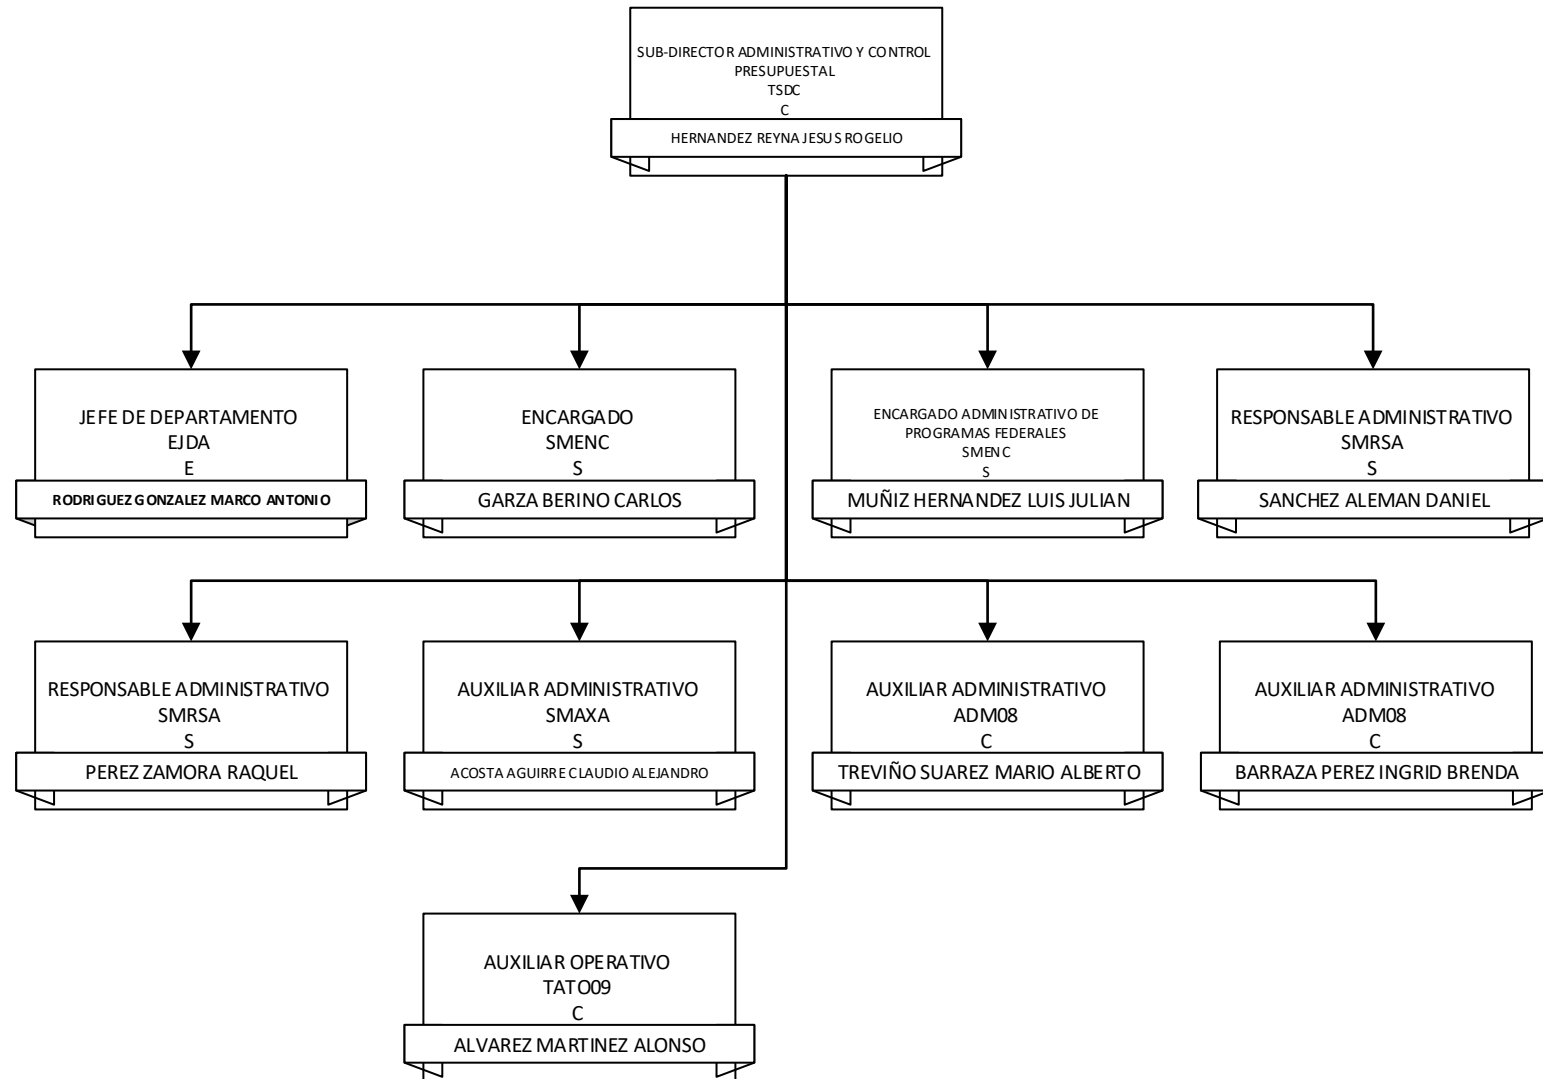 SUB-DIRECTOR ADMINISTRATIVO Y CONTROL
PRESUPUESTAL
TSDC
C
HERNANDEZ REYNA JESUS ROGELIO
JEFE DE DEPARTAMENTO
EJDA
E
RODRIGUEZ GONZALEZ MARCO ANTONIO
ENCARGADO
SMENC
S
GARZA BERINO CARLOS
ENCARGADO ADMINISTRATIVO DE
PROGRAMAS FEDERALES
SMENC
S
MUÑIZ HERNANDEZ LUIS JULIAN
RESPONSABLE ADMINISTRATIVO
SMRSA
S
SANCHEZ ALEMAN DANIEL
RESPONSABLE ADMINISTRATIVO
SMRSA
S
PEREZ ZAMORA RAQUEL
AUXILIAR ADMINISTRATIVO
SMAXA
S
ACOSTA AGUIRRE CLAUDIO ALEJANDRO
AUXILIAR ADMINISTRATIVO
ADM08
C
TREVIÑO SUAREZ MARIO ALBERTO
AUXILIAR ADMINISTRATIVO
ADM08
C
BARRAZA PEREZ INGRID BRENDA
AUXILIAR OPERATIVO
TATO09
C
ALVAREZ MARTINEZ ALONSO